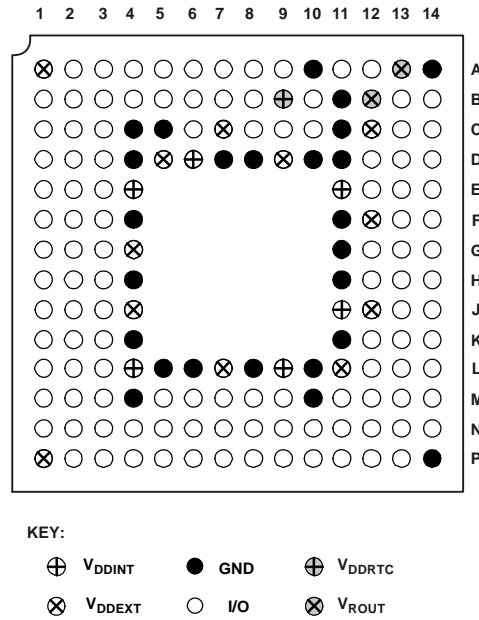 1 2 3 4 5 6 7 8 9 10 11 12 13 14
A
B
C
D
E
F
G
H
J
K
L
M
N
P
KEY:
VDDINT GND VDDRTC
VDDEXT I/O VROUT